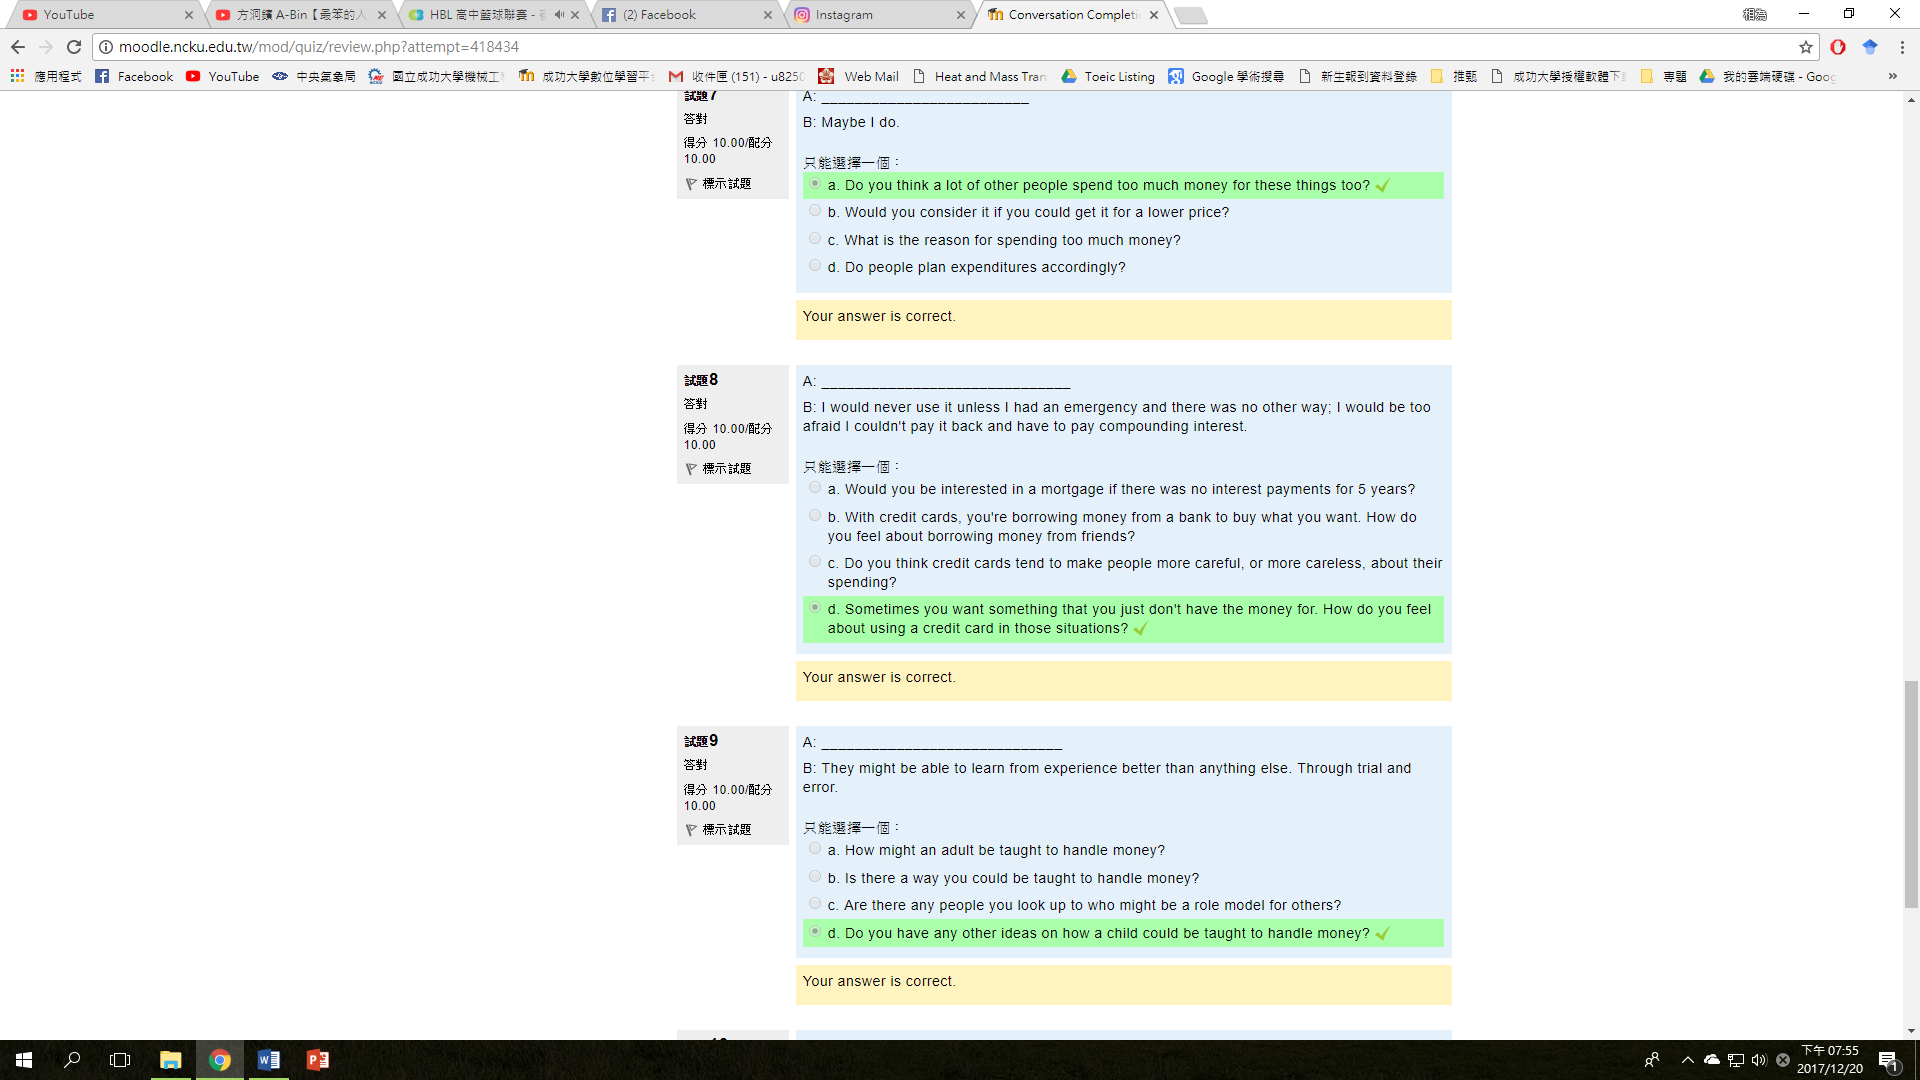 YouTube
方洞鑌 A-Bin【最笨的人
HBL 高中籃球聯賽 -
(2) Facebook
Instagram
Conversation Completi
相為
moodle.ncku.edu.tw/mod/quiz/review.php?attempt=418434
應用程式
Facebook
YouTube
中央氣象局
國立成功大學機械工
成功大學數位學習平
收件匣 (151) - u8250
Web Mail
Heat and Mass Tran
Toeic Listing
Google 學術搜尋
新生報到資料登錄
推甄
成功大學授權軟體下
專題
我的雲端硬碟 - Goog
»
試題7
答對
得分 10.00/配分
10.00
標示試題
A: _________________________
B: Maybe I do.
只能選擇一個：
a. Do you think a lot of other people spend too much money for these things too?
b. Would you consider it if you could get it for a lower price?
c. What is the reason for spending too much money?
d. Do people plan expenditures accordingly?
Your answer is correct.
試題8
答對
得分 10.00/配分
10.00
標示試題
A: ______________________________
B: I would never use it unless I had an emergency and there was no other way; I would be too
afraid I couldn't pay it back and have to pay compounding interest.
只能選擇一個：
a. Would you be interested in a mortgage if there was no interest payments for 5 years?
b. With credit cards, you're borrowing money from a bank to buy what you want. How do
you feel about borrowing money from friends?
c. Do you think credit cards tend to make people more careful, or more careless, about their
spending?
d. Sometimes you want something that you just don't have the money for. How do you feel
about using a credit card in those situations?
Your answer is correct.
試題9
答對
得分 10.00/配分
10.00
標示試題
A: _____________________________
B: They might be able to learn from experience better than anything else. Through trial and
error.
只能選擇一個：
a. How might an adult be taught to handle money?
b. Is there a way you could be taught to handle money?
c. Are there any people you look up to who might be a role model for others?
d. Do you have any other ideas on how a child could be taught to handle money?
Your answer is correct.
下午 07:55
2017/12/20
1